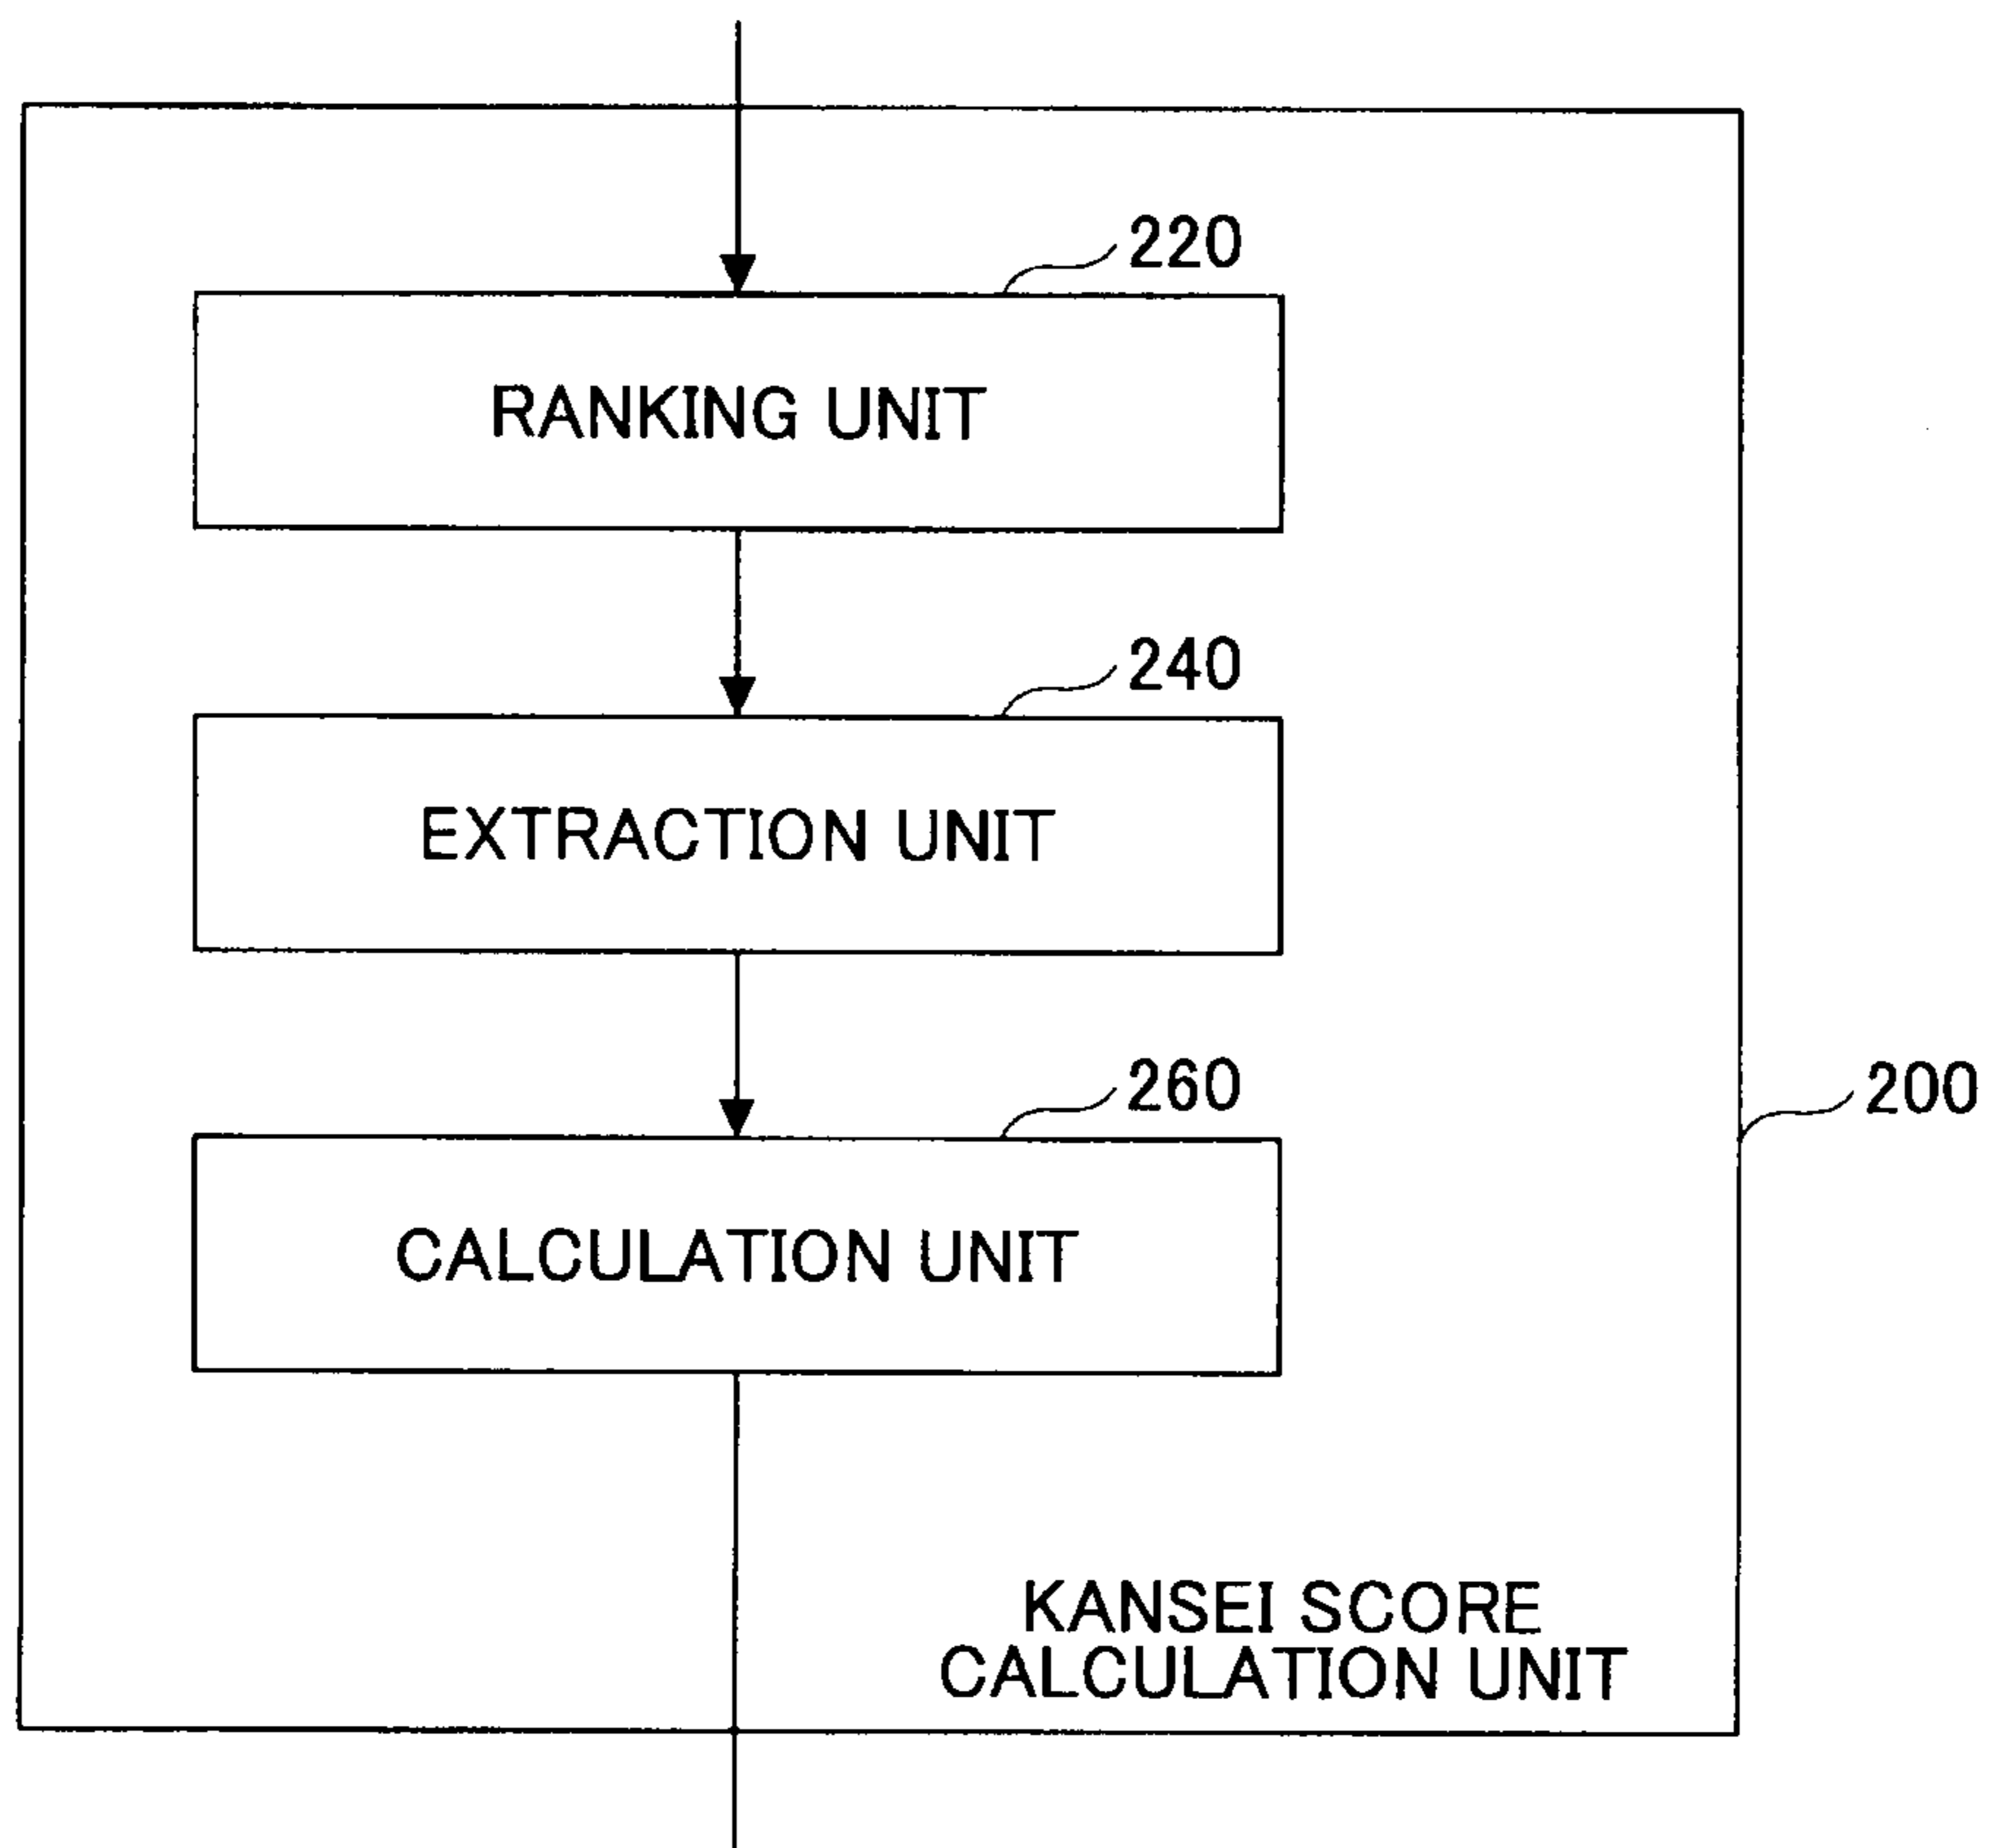 220
RANKING UNIT
240
EXTRACTION UNIT
260
200
CALCULATION UNIT
KANSEI SCORE
CALCULATION UNIT